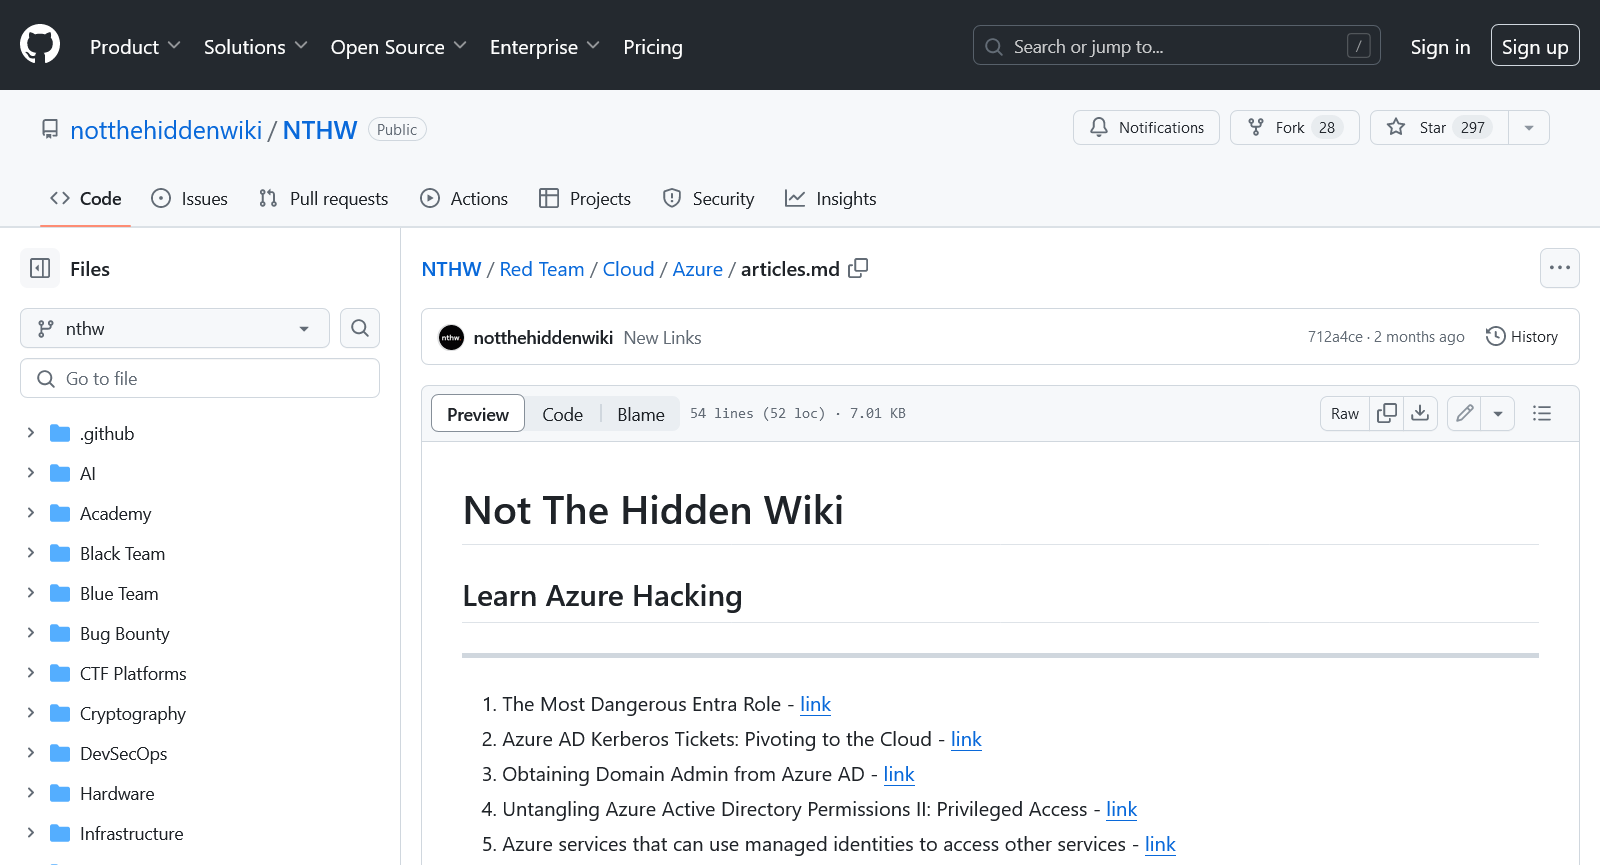 Product Solutions Open Source Enterprise Pricing Search or jump to... / Sign in Sign up
notthehiddenwiki / NTHW Public Notifications Fork 28 Star 297
Code Issues Pull requests Actions Projects Security Insights
Files
nthw
Go to file
.github
AI
Academy
Black Team
Blue Team
Bug Bounty
CTF Platforms
Cryptography
DevSecOps
Hardware
Infrastructure
NTHW / Red Team / Cloud / Azure / articles.md
nthw notthehiddenwiki New Links 712a4ce · 2 months ago History
Preview Code Blame 54 lines (52 loc) · 7.01 KB Raw
Not The Hidden Wiki
Learn Azure Hacking
1. The Most Dangerous Entra Role - link
2. Azure AD Kerberos Tickets: Pivoting to the Cloud - link
3. Obtaining Domain Admin from Azure AD - link
4. Untangling Azure Active Directory Permissions II: Privileged Access - link
5. Azure services that can use managed identities to access other services - link